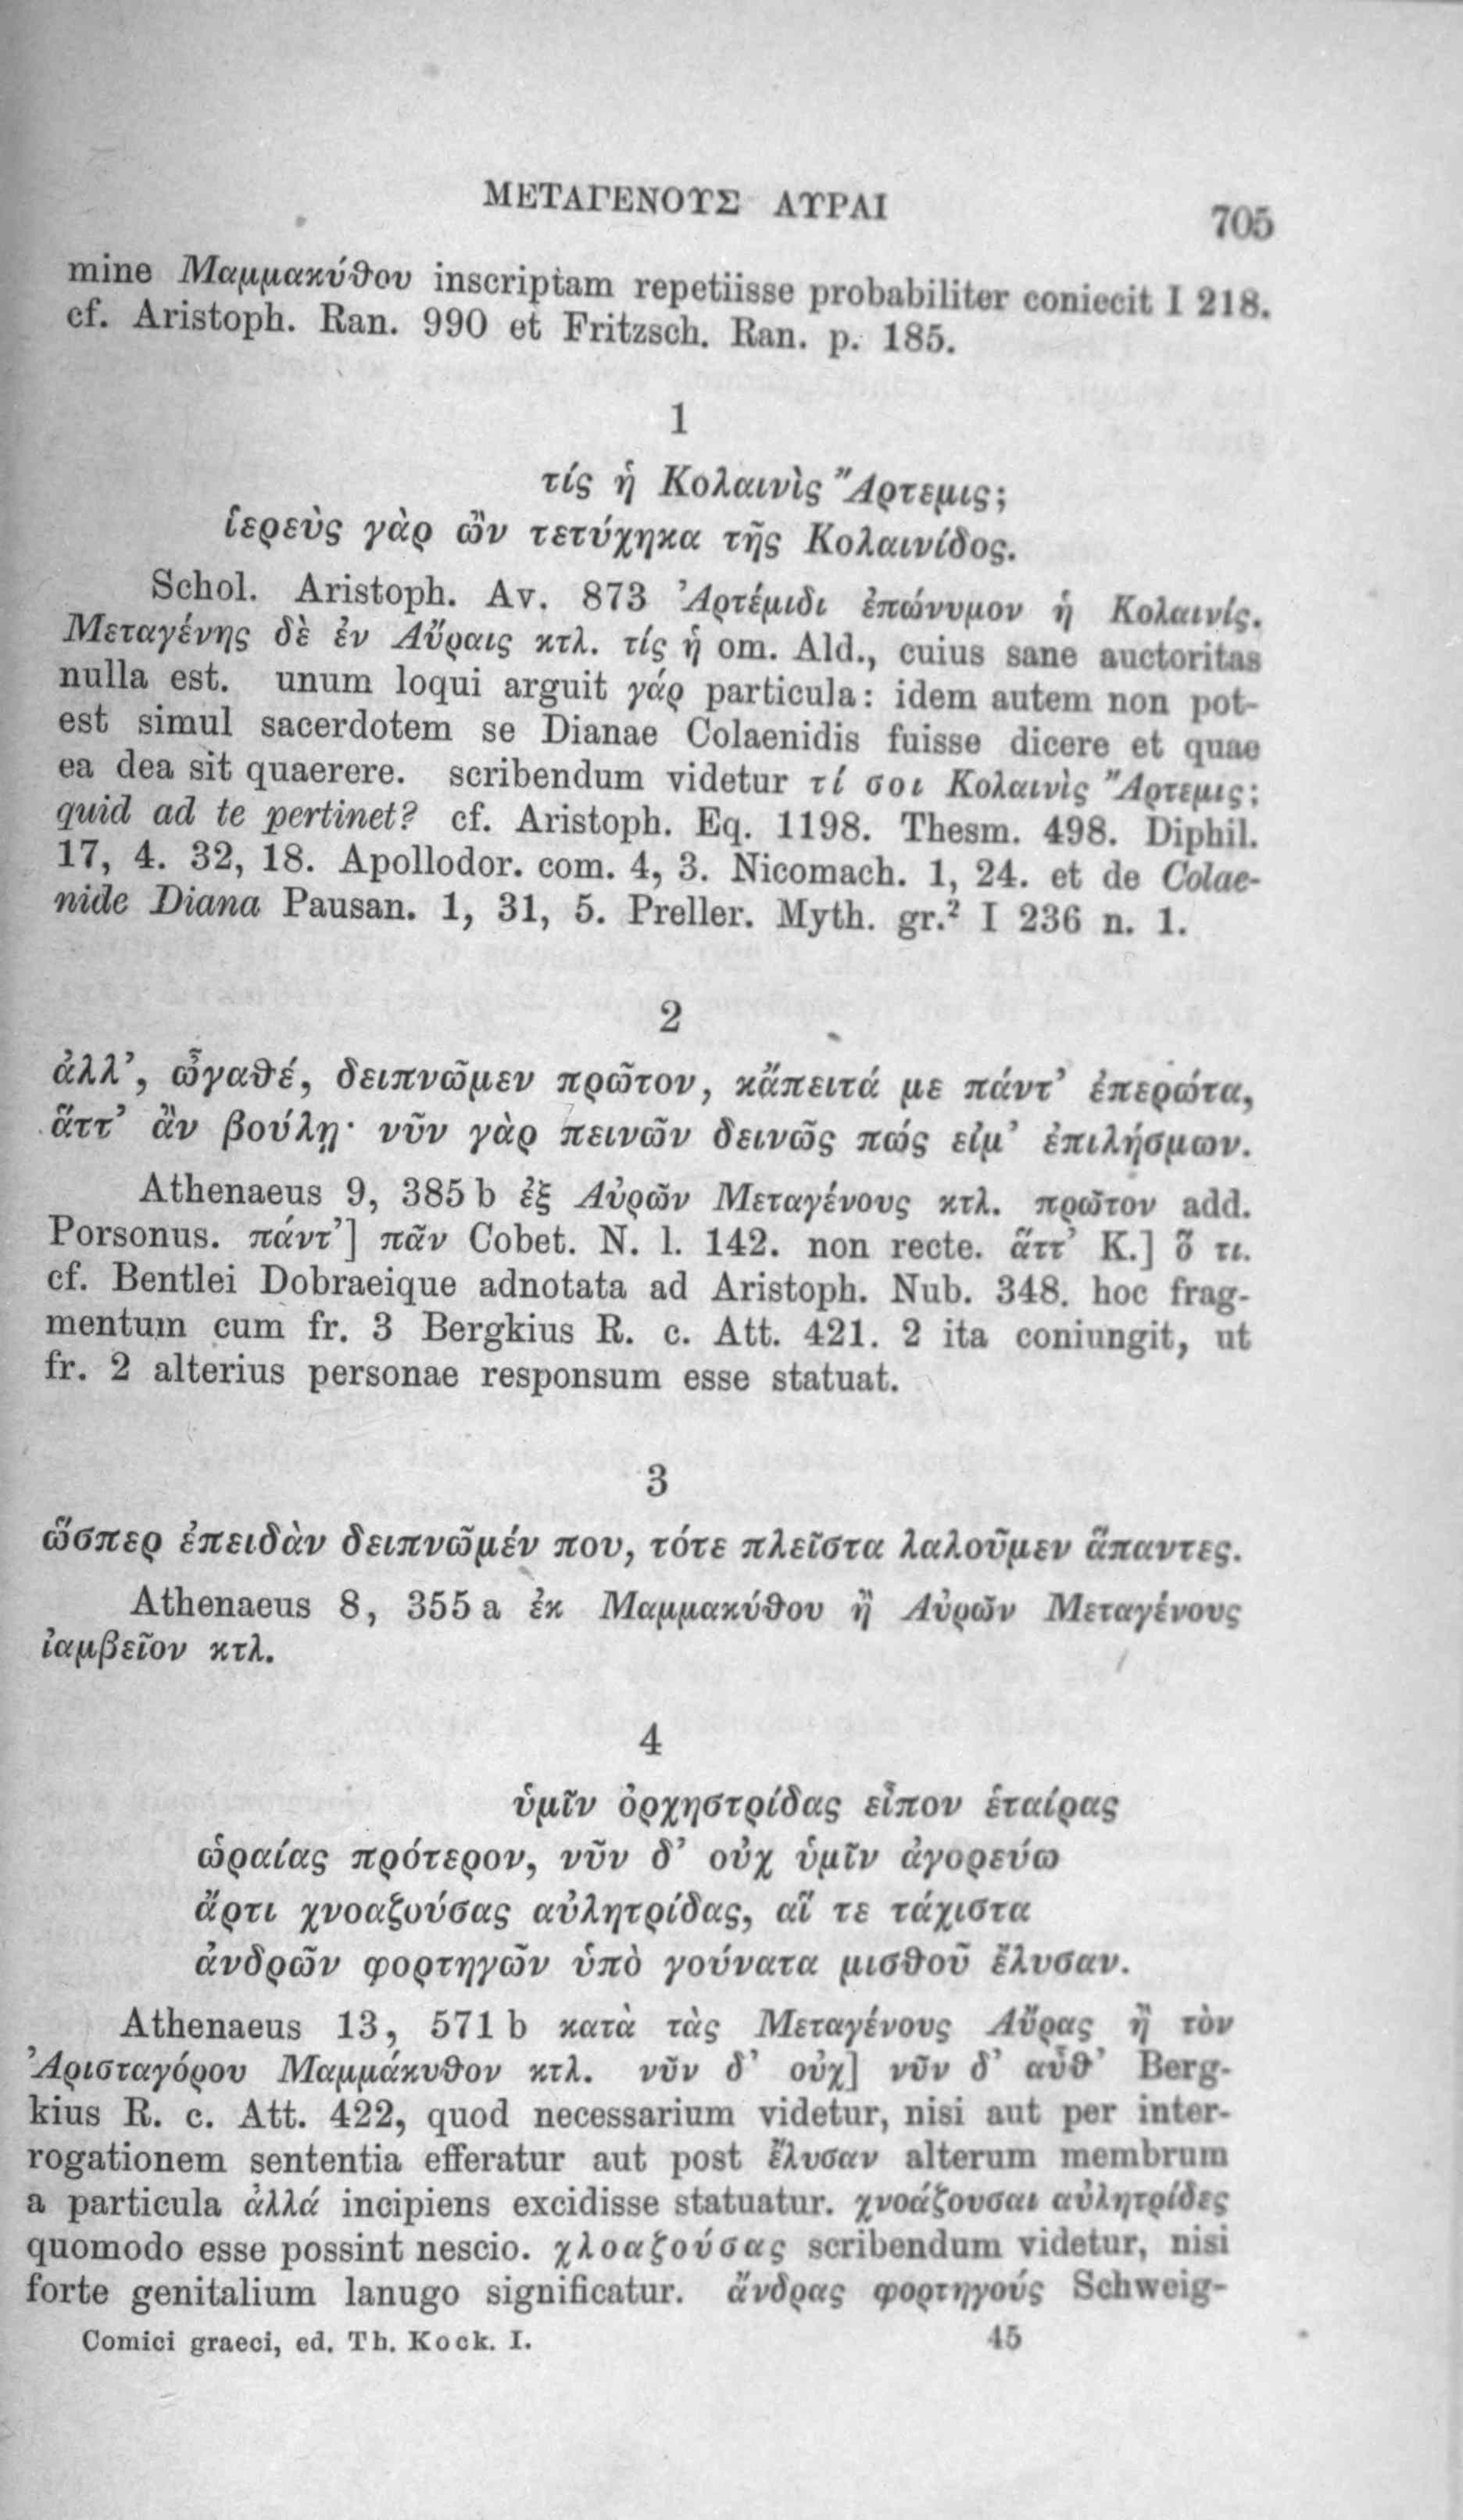 ΜΕΤΑΓΕΝΟΥΣ ΑΥΡΑΙ 705
mine Μαμμακύθου inscriptam repetiisse probabiliter coniecit I 218.
cf. Aristoph. Ran. 990 et Fritzsch. Ran. p. 185.
1
τίς ἡ Κολαινὶς Ἄρτεμις;
ἱερεὺς γὰρ ὢν τετύχηκα τῆς Κολαινίδος.
Schol. Aristoph. Av. 873 Ἀρτέμιδι ἐπώνυμον ἡ Κολαινίς.
Μεταγένης δὲ ἐν Αὔραις κτλ. τίς ἡ om. Ald., cuius sane auctoritas
nulla est. unum loqui arguit γάρ particula: idem autem non pot-
est simul sacerdotem se Dianae Colaenidis fuisse dicere et quae
ea dea sit quaerere. scribendum videtur τί σοι Κολαινὶς Ἄρτεμις;
quid ad te pertinet? cf. Aristoph. Eq. 1198. Thesm. 498. Diphil.
17, 4. 32, 18. Apollodor. com. 4, 3. Nicomach. 1, 24. et de Colae-
nide Diana Pausan. 1, 31, 5. Preller. Myth. gr.² I 236 n. 1.
2
ἀλλ’, ὦγαθέ, δειπνῶμεν πρῶτον, κἄπειτά με πάντ’ ἐπερώτα,
ἅττ’ ἂν βούλῃ· νῦν γὰρ πεινῶν δεινῶς πώς εἰμ’ ἐπιλήσμων.
Athenaeus 9, 385 b ἐξ Αὐρῶν Μεταγένους κτλ. πρῶτον add.
Porsonus. πάντ’] πᾶν Cobet. N. l. 142. non recte. ἅττ’ K.] ὅ τι.
cf. Bentlei Dobraeique adnotata ad Aristoph. Nub. 348. hoc frag-
mentum cum fr. 3 Bergkius R. c. Att. 421. 2 ita coniungit, ut
fr. 2 alterius personae responsum esse statuat.
3
ὥσπερ ἐπειδὰν δειπνῶμέν που, τότε πλεῖστα λαλοῦμεν ἅπαντες.
Athenaeus 8, 355 a ἐκ Μαμμακύθου ἢ Αὐρῶν Μεταγένους
ἰαμβεῖον κτλ.
4
ὑμῖν ὀρχηστρίδας εἶπον ἑταίρας
ὡραίας πρότερον, νῦν δ’ οὐχ ὑμῖν ἀγορεύω
ἄρτι χνοαζούσας αὐλητρίδας, αἵ τε τάχιστα
ἀνδρῶν φορτηγῶν ὑπὸ γούνατα μισθοῦ ἔλυσαν.
Athenaeus 13, 571 b κατὰ τὰς Μεταγένους Αὔρας ἢ τὸν
Ἀρισταγόρου Μαμμάκυθον κτλ. νῦν δ’ οὐχ] νῦν δ’ αὖθ’ Berg-
kius R. c. Att. 422, quod necessarium videtur, nisi aut per inter-
rogationem sententia efferatur aut post ἔλυσαν alterum membrum
a particula ἀλλά incipiens excidisse statuatur. χνοάζουσαι αὐλητρίδες
quomodo esse possint nescio. χλοαζούσας scribendum videtur, nisi
forte genitalium lanugo significatur. ἄνδρας φορτηγούς Schweig-
Comici graeci, ed. Th. Kock. I. 45